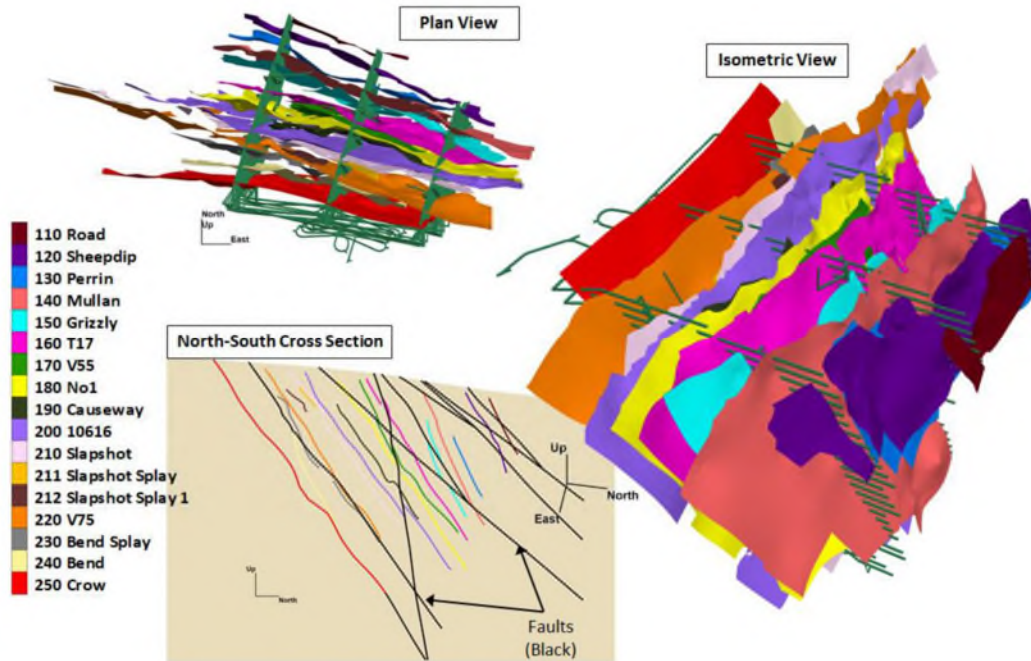 Plan View
Isometric View
North
Up
East
110 Road
120 Sheepdip
130 Perrin
140 Mullan
150 Grizzly
160 T17
170 V55
180 No1
190 Causeway
200 10616
210 Slapshot
211 Slapshot Splay
212 Slapshot Splay 1
220 V75
230 Bend Splay
240 Bend
250 Crow
North-South Cross Section
Up
North
East
Up
North
Faults
(Black)